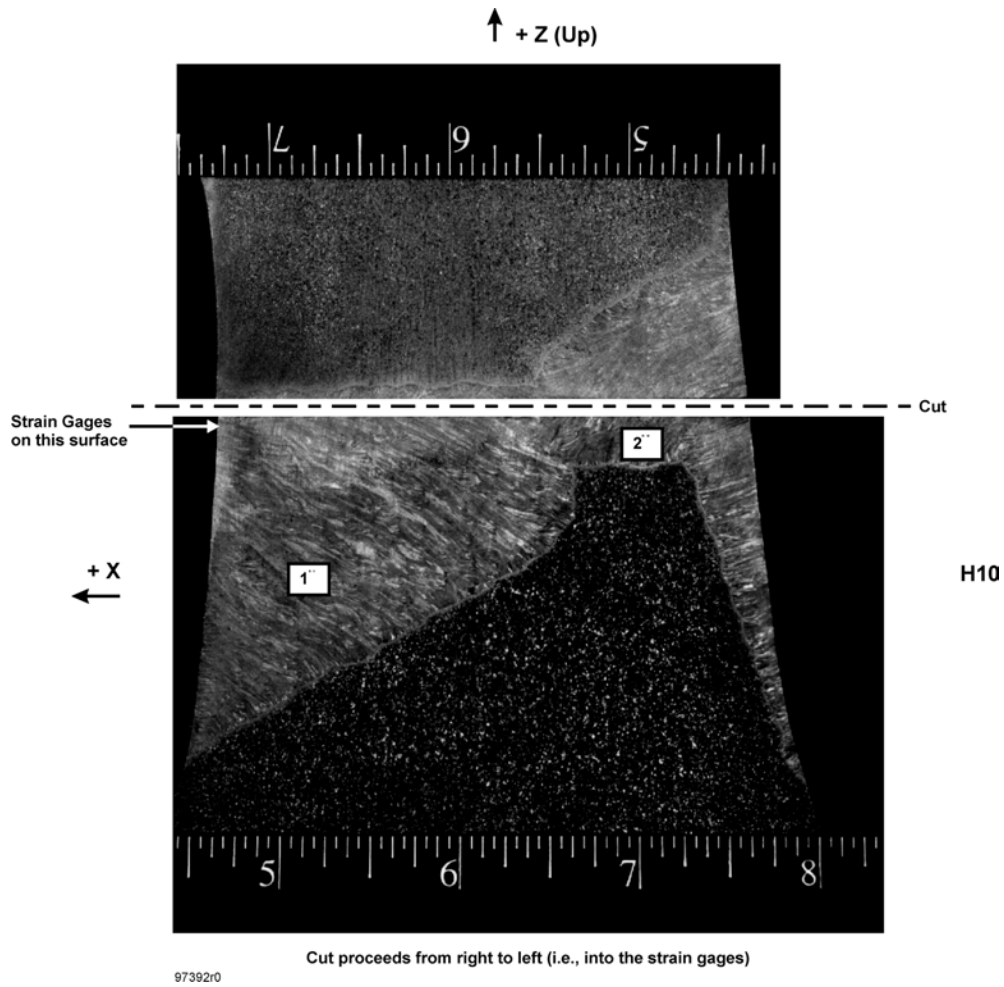 + Z (Up)
7 6 5
Cut
Strain Gages
on this surface
2``
+ X
1``
H10
5 6 7 8
Cut proceeds from right to left (i.e., into the strain gages)
97392r0